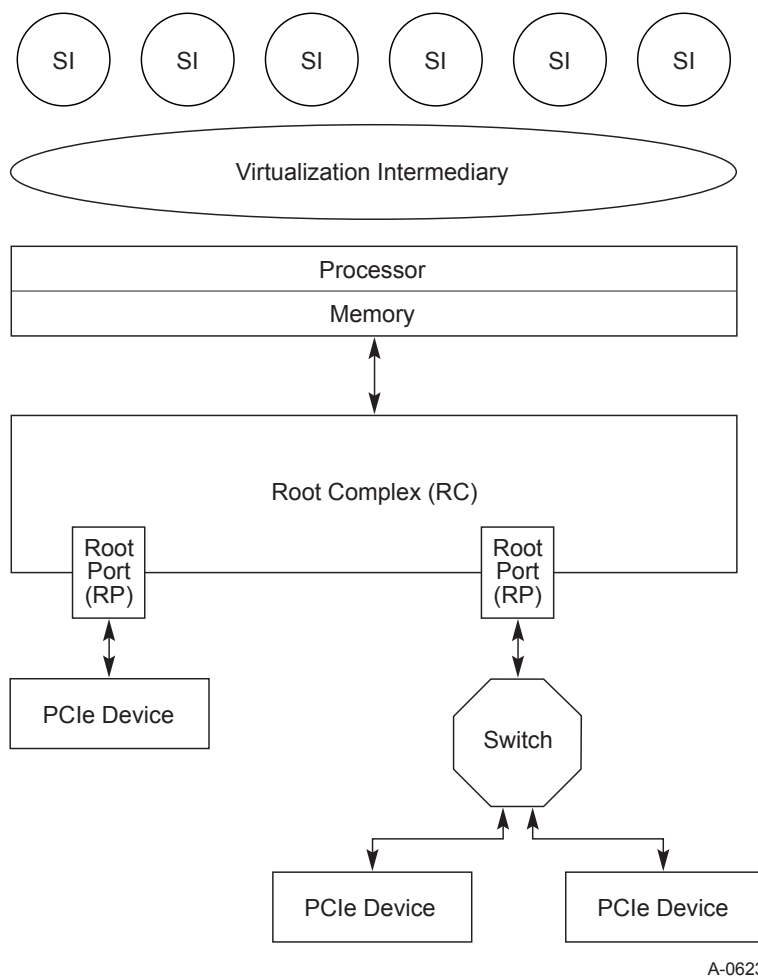 SI SI SI SI SI SI
Virtualization Intermediary
Processor
Memory
Root Complex (RC)
Root
Port
(RP)
Root
Port
(RP)
PCIe Device
Switch
PCIe Device
PCIe Device
A-0623